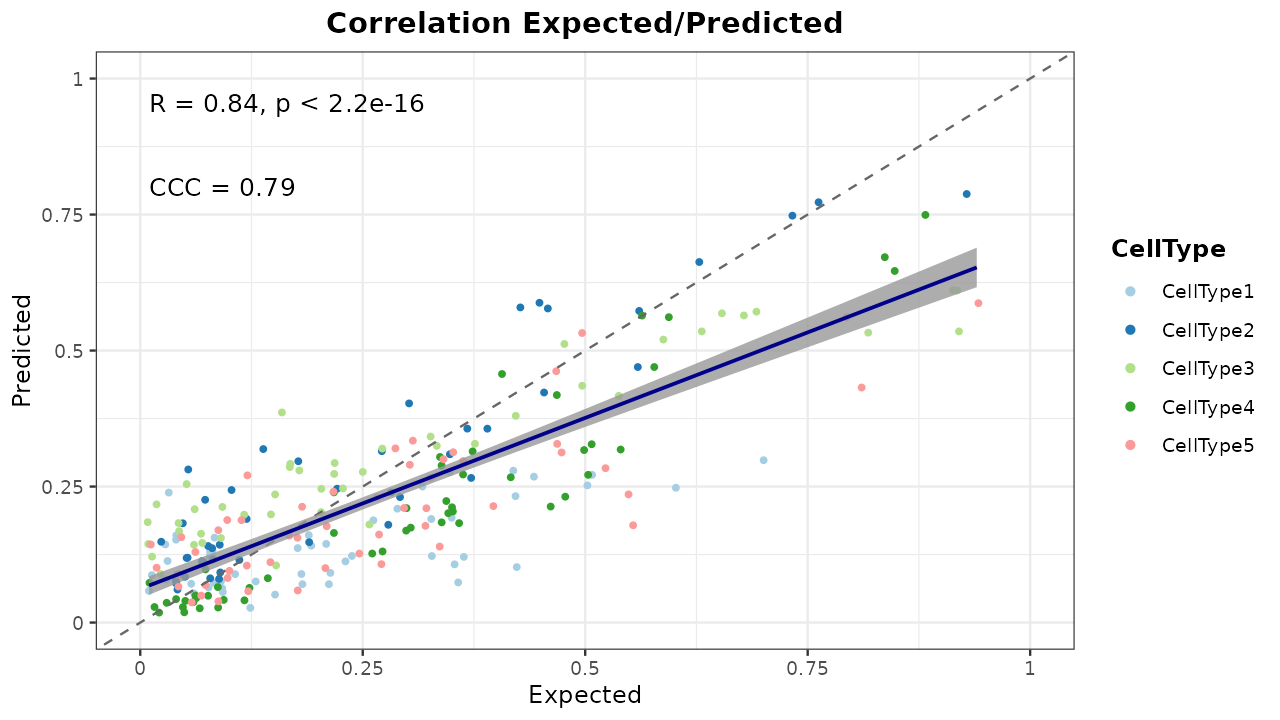 Correlation Expected/Predicted
R = 0.84, p < 2.2e-16
CCC = 0.79
1
0.75
0.5
0.25
0
Predicted
0
0.25
0.5
0.75
1
Expected
CellType
CellType1
CellType2
CellType3
CellType4
CellType5